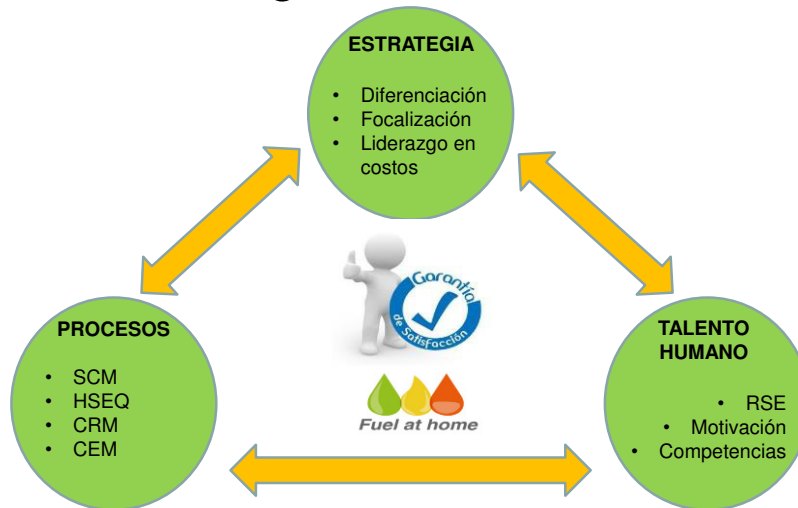 ESTRATEGIA
• Diferenciación
• Focalización
• Liderazgo en
costos
Garantía
de Satisfacción
Fuel at home
PROCESOS
• SCM
• HSEQ
• CRM
• CEM
TALENTO
HUMANO
• RSE
• Motivación
• Competencias